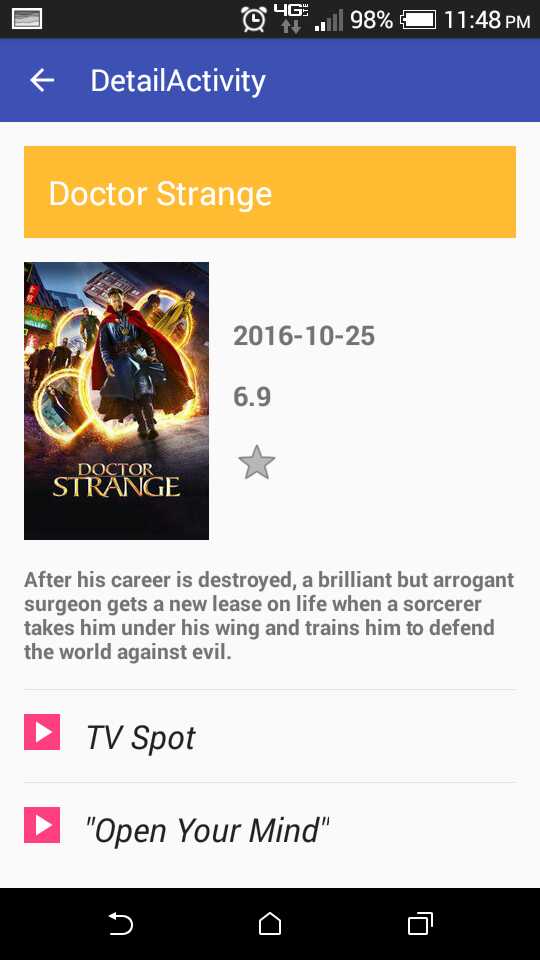 4G LTE 98% 11:48 PM
DetailActivity
Doctor Strange
2016-10-25
6.9
DOCTOR
STRANGE
After his career is destroyed, a brilliant but arrogant
surgeon gets a new lease on life when a sorcerer
takes him under his wing and trains him to defend
the world against evil.
TV Spot
"Open Your Mind"